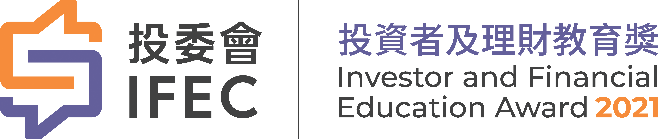 投委會
IFEC
投資者及理財教育獎
Investor and Financial
Education Award 2021